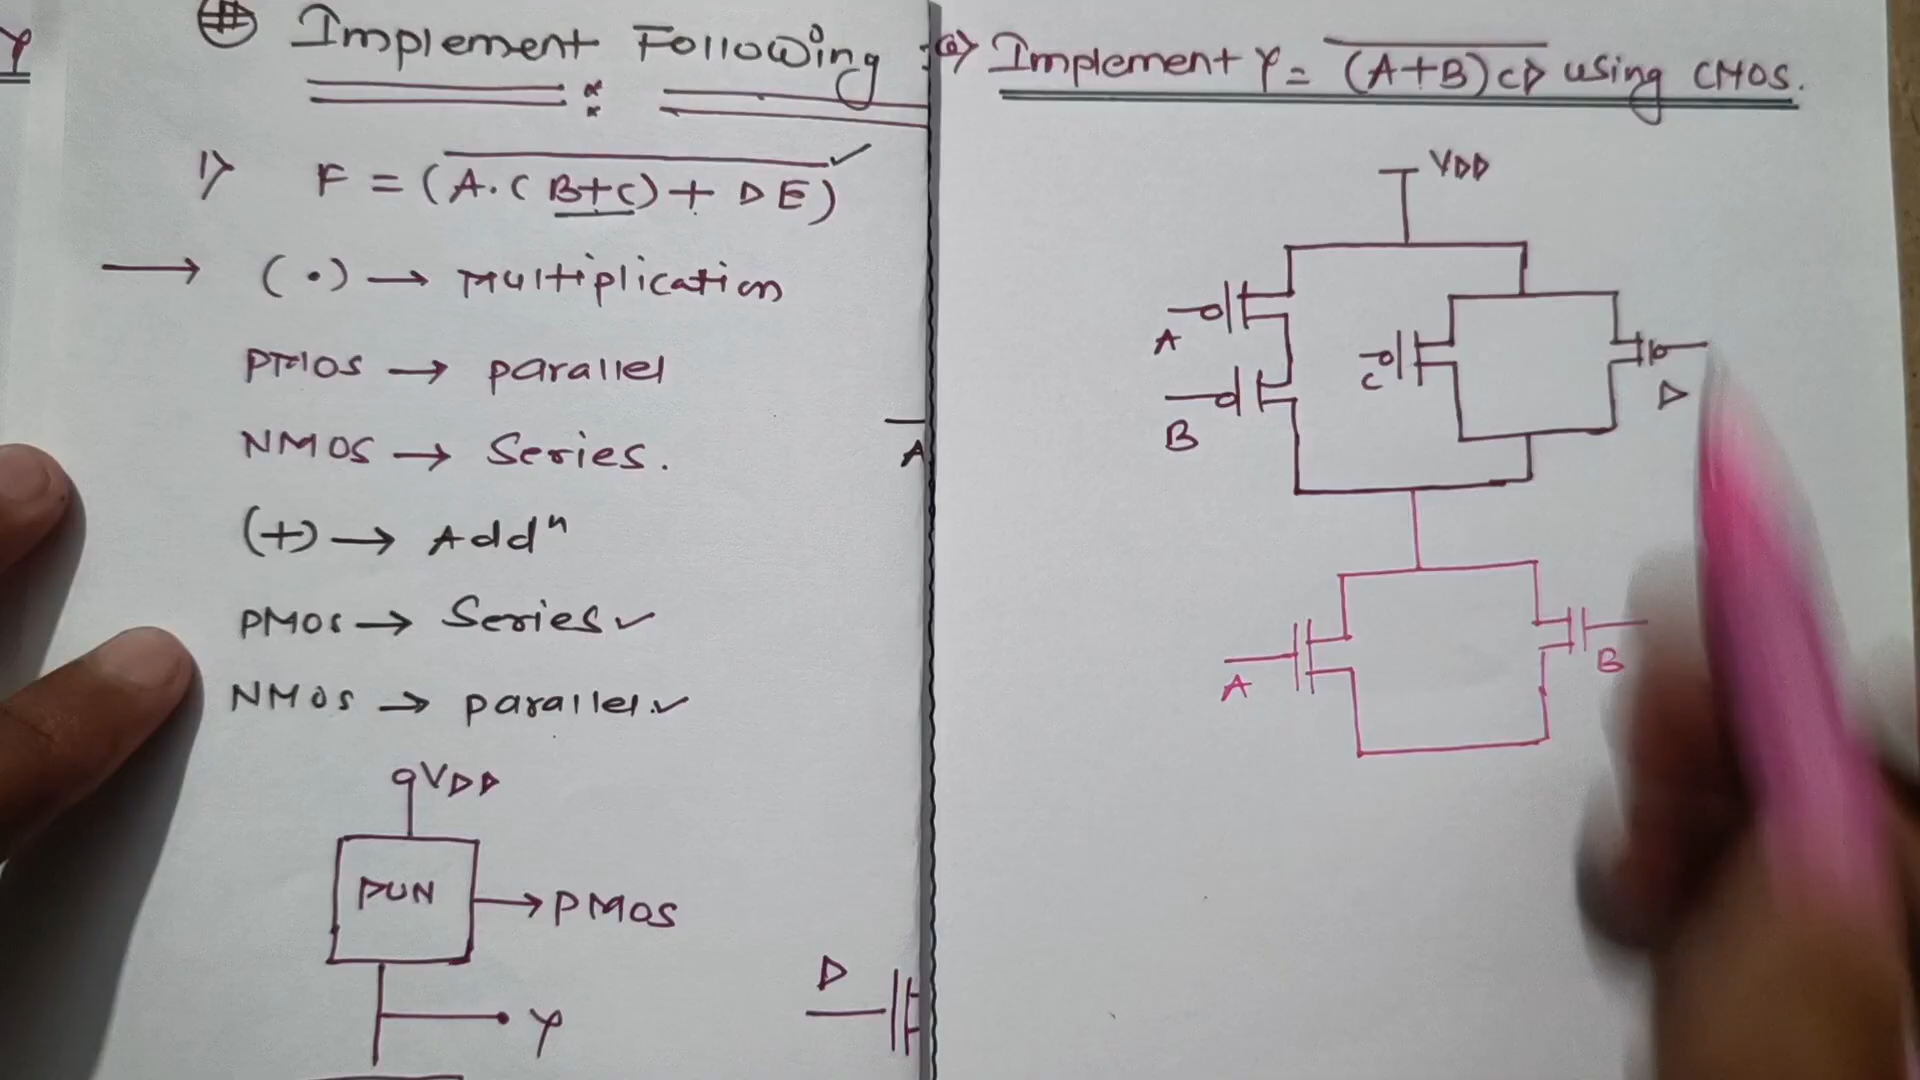 Y
# Implement Following :
1) F = (A.(B+C)+DE)
→ (.) → Multiplication
PMOS → parallel
NMOS → Series.
(+) → Addn
PMOS → Series ✓
NMOS → parallel. ✓
VDD
PUN → PMOS
Y
A
D
Implement Y = (A+B)CD using CMOS.
VDD
A
C
D
B
A
B